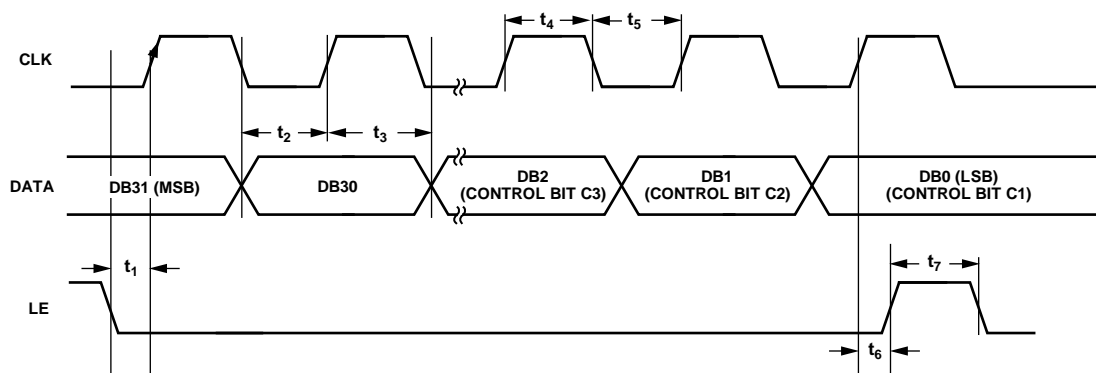 t4
t5
CLK
t2
t3
DATA
DB31 (MSB)
DB30
DB2
(CONTROL BIT C3)
DB1
(CONTROL BIT C2)
DB0 (LSB)
(CONTROL BIT C1)
t1
t7
LE
t6